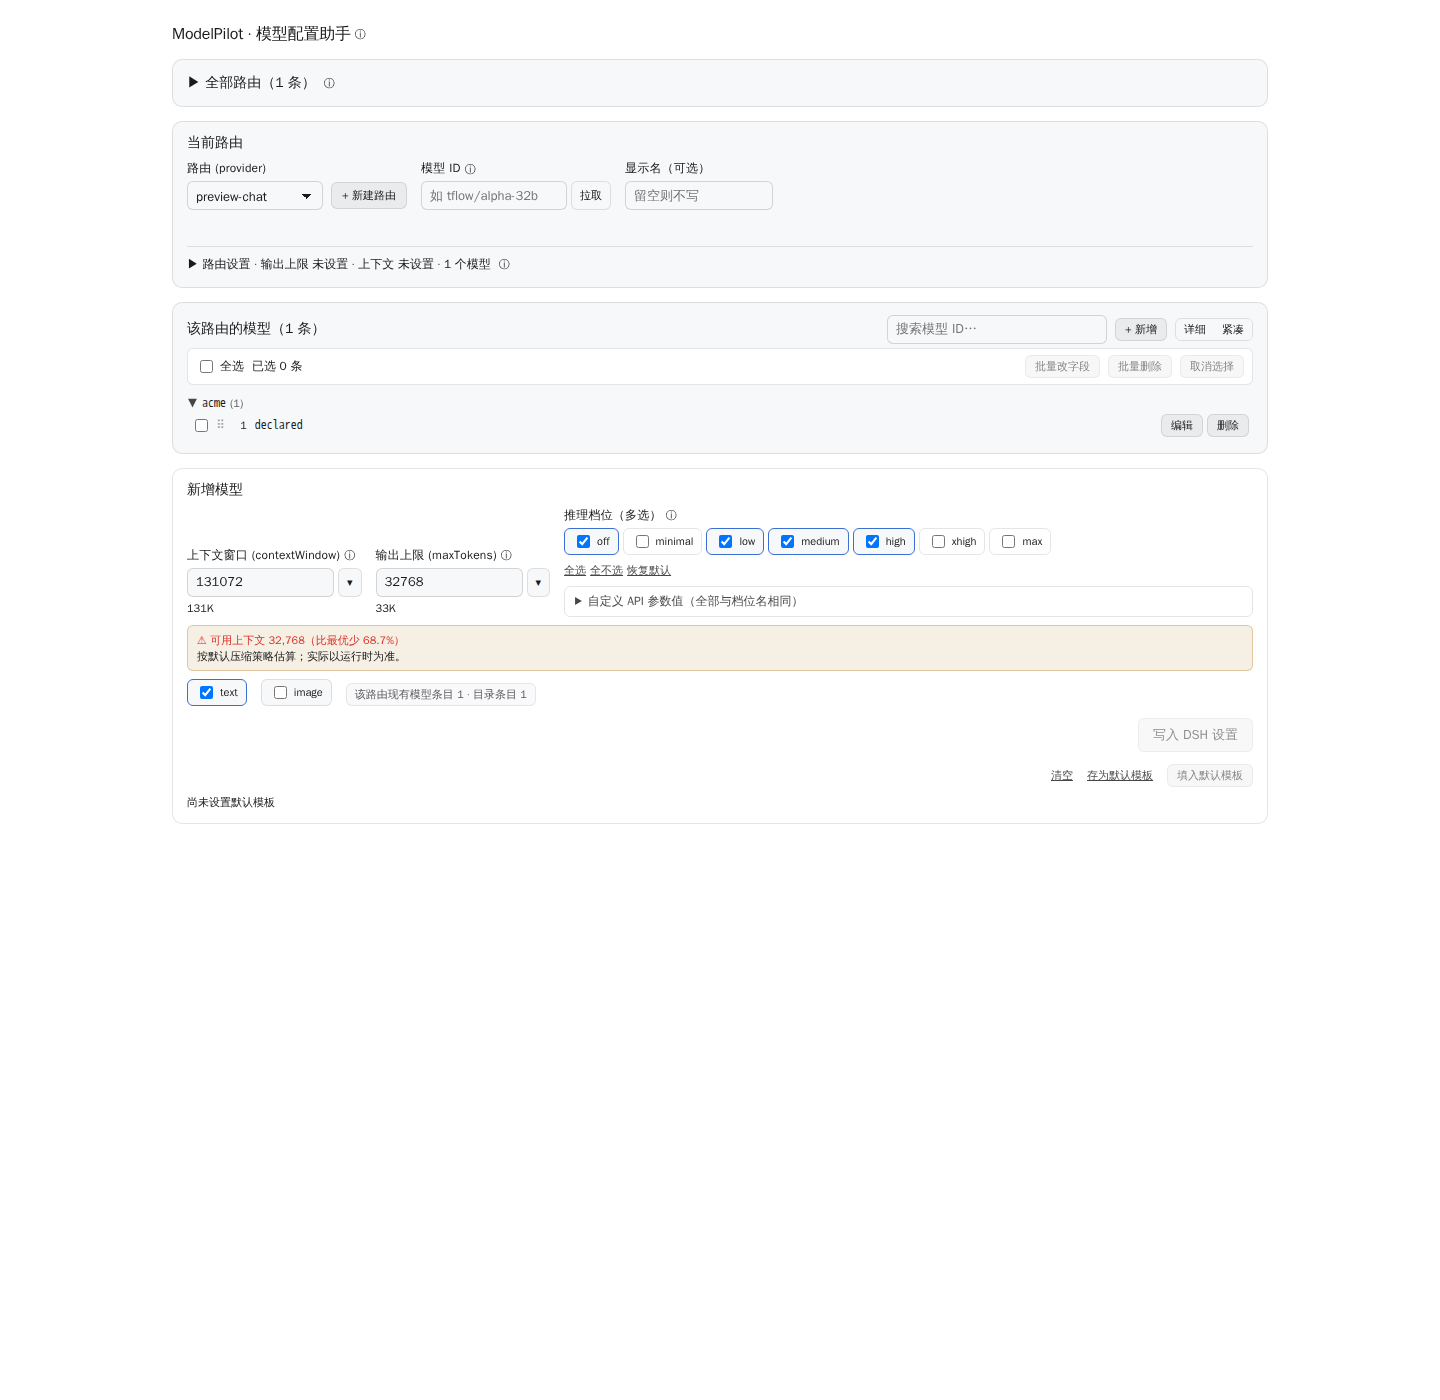 ModelPilot · 模型配置助手 ⓘ
▶ 全部路由（1 条） ⓘ
当前路由
路由 (provider) 模型 ID ⓘ 显示名（可选）
preview-chat + 新建路由 如 tflow/alpha-32b 拉取 留空则不写
▶ 路由设置 · 输出上限 未设置 · 上下文 未设置 · 1 个模型 ⓘ
该路由的模型（1 条） 搜索模型 ID… + 新增 详细 紧凑
全选 已选 0 条 批量改字段 批量删除 取消选择
▼ acme (1)
⠿ 1 declared 编辑 删除
新增模型
推理档位（多选） ⓘ
off minimal low medium high xhigh max
上下文窗口 (contextWindow) ⓘ 输出上限 (maxTokens) ⓘ
全选 全不选 恢复默认
131072 ▾ 32768 ▾
▶ 自定义 API 参数值（全部与档位名相同）
131K 33K
⚠ 可用上下文 32,768（比最优少 68.7%）
按默认压缩策略估算；实际以运行时为准。
text image 该路由现有模型条目 1 · 目录条目 1
写入 DSH 设置
清空 存为默认模板 填入默认模板
尚未设置默认模板